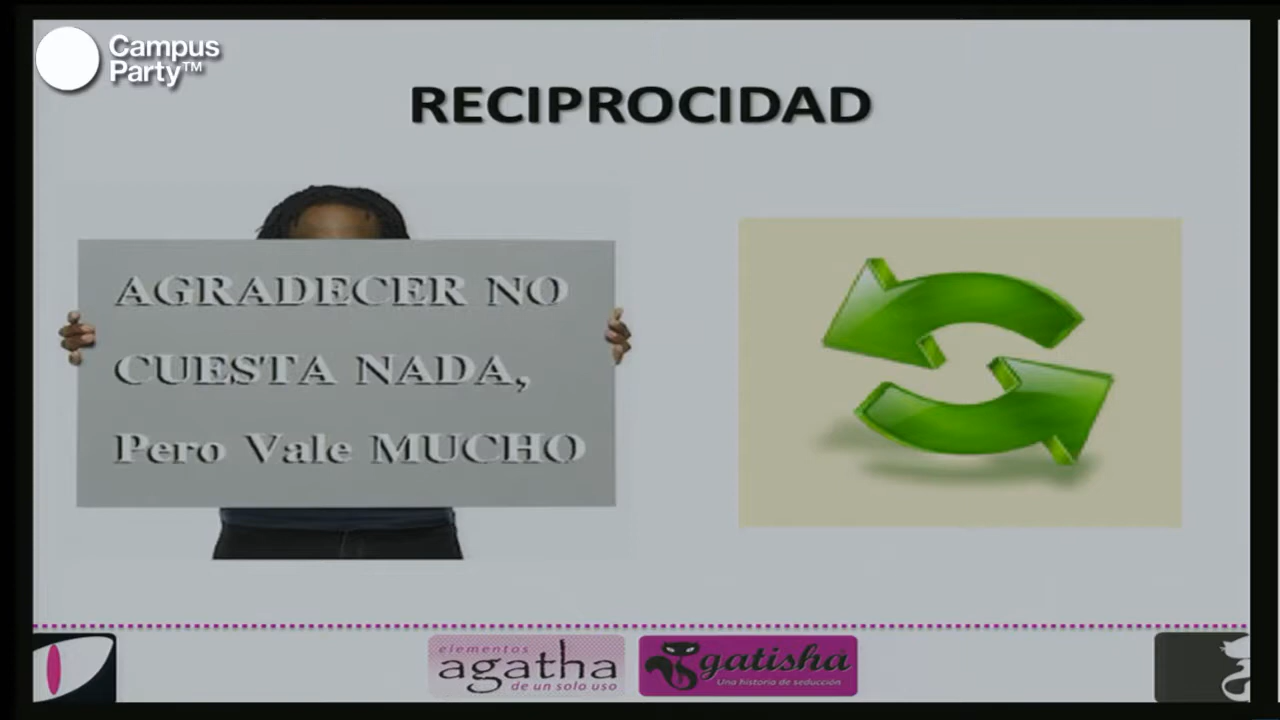 Campus
Party™
RECIPROCIDAD
AGRADECER NO
CUESTA NADA,
Pero Vale MUCHO
elementos
agatha
de un solo uso
gatisha
Una historia de seducción